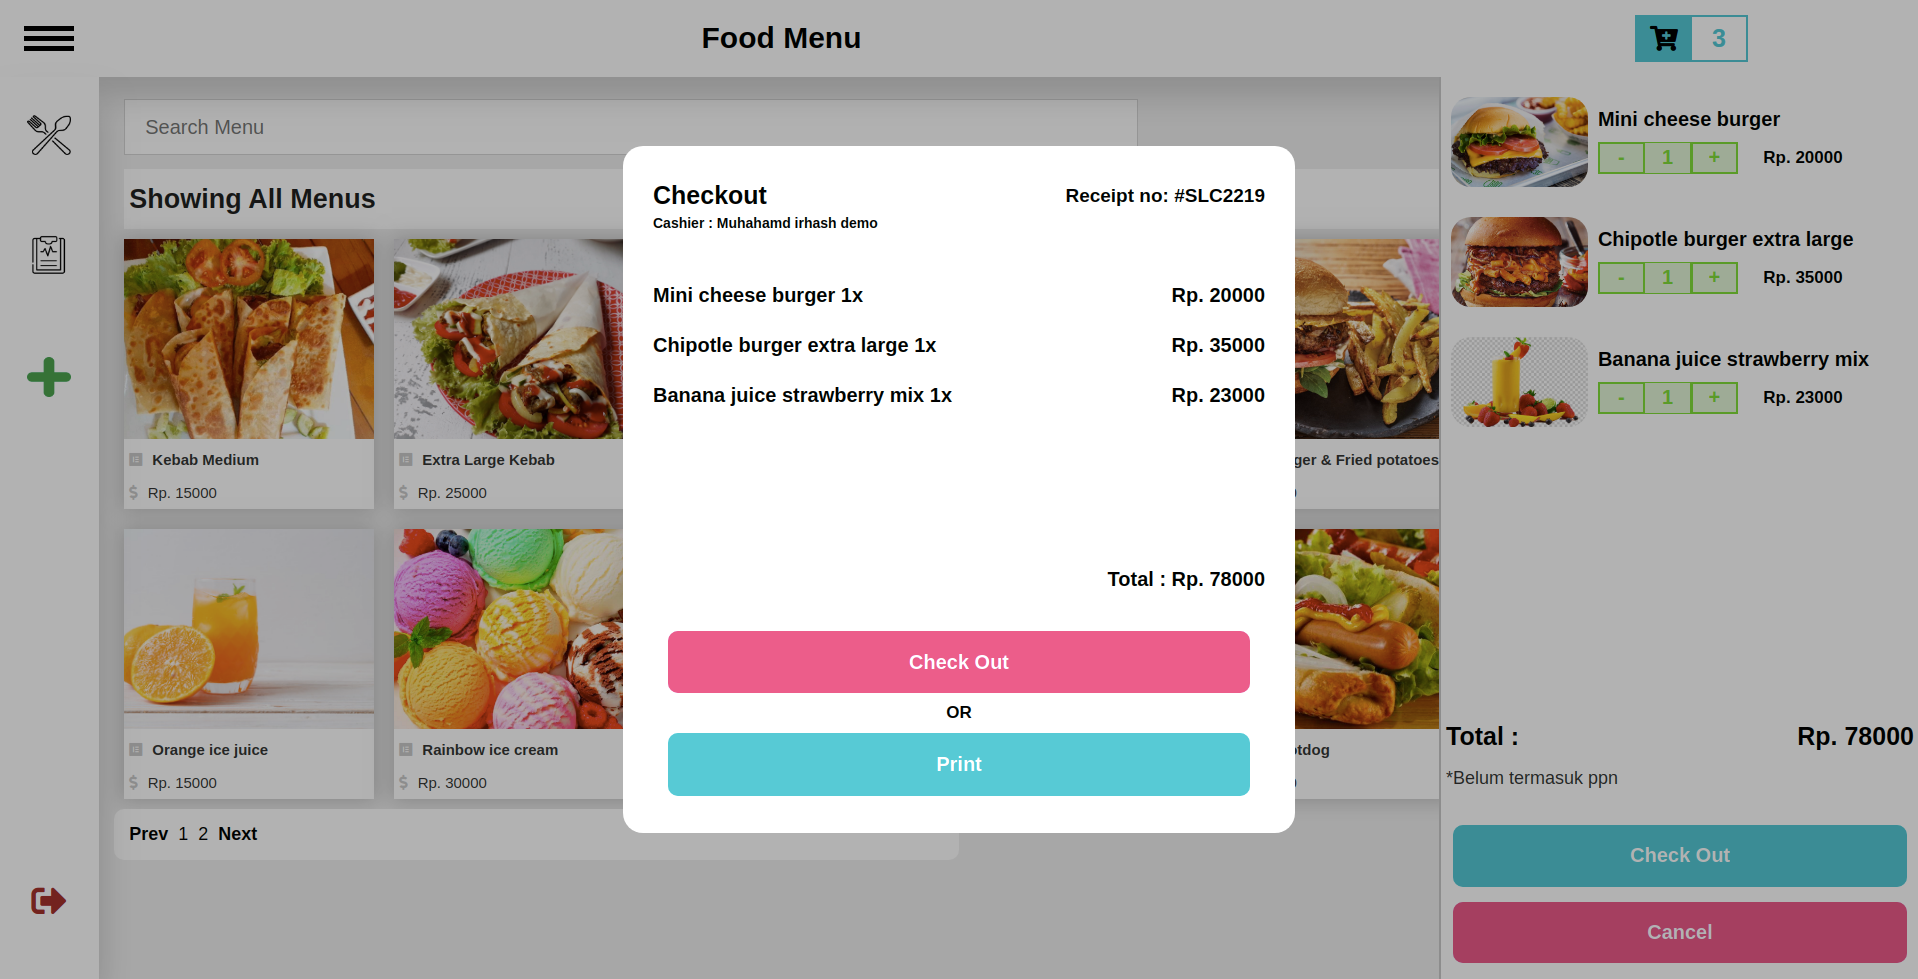 Food Menu
3
Search Menu
Showing All Menus
Kebab Medium
Rp. 15000
Extra Large Kebab
Rp. 25000
& Fried potatoes
Orange ice juice
Rp. 15000
Rainbow ice cream
Rp. 30000
Prev 1 2 Next
Checkout
Receipt no: #SLC2219
Cashier : Muhahamd irhash demo
Mini cheese burger 1x
Rp. 20000
Chipotle burger extra large 1x
Rp. 35000
Banana juice strawberry mix 1x
Rp. 23000
Total : Rp. 78000
Check Out
OR
Print
Mini cheese burger
- 1 + Rp. 20000
Chipotle burger extra large
- 1 + Rp. 35000
Banana juice strawberry mix
- 1 + Rp. 23000
Total : Rp. 78000
*Belum termasuk ppn
Check Out
Cancel